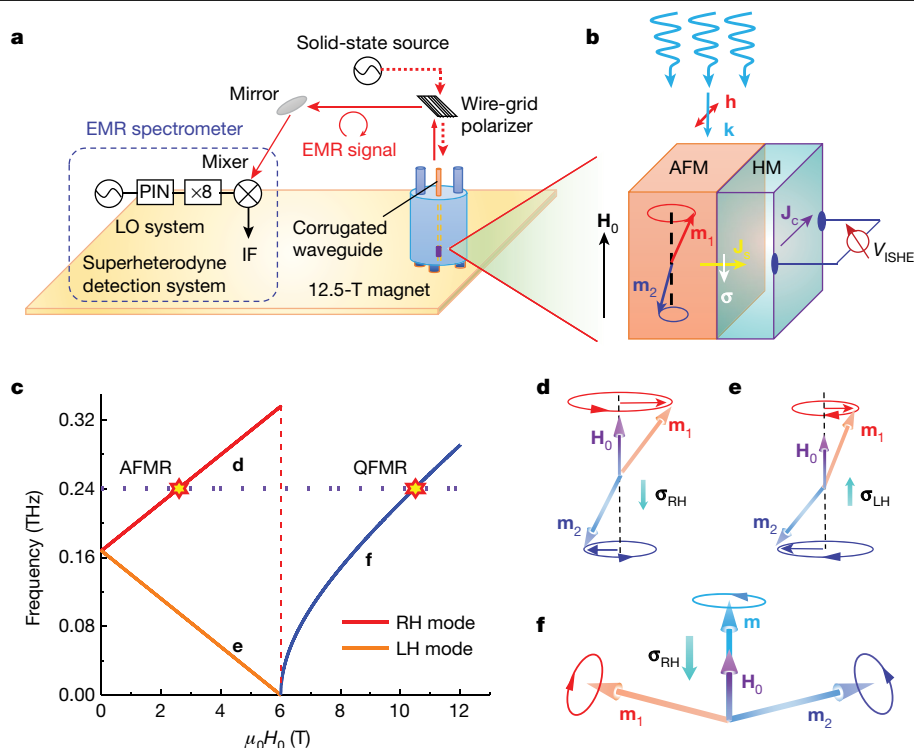 a
Solid-state source
Mirror
Wire-grid
polarizer
EMR signal
EMR spectrometer
Mixer
PIN
×8
LO system
IF
Superheterodyne
detection system
Corrugated
waveguide
12.5-T magnet
b
h
k
AFM
HM
H0
m1
m2
Js
σ
Jc
VISHE
c
Frequency (THz)
0.32
0.24
0.16
0.08
0.00
AFMR
QFMR
d
e
f
RH mode
LH mode
0
2
4
6
8
10
12
μ0H0 (T)
d
H0
m1
m2
σRH
e
H0
m1
m2
σLH
f
m
σRH
H0
m1
m2